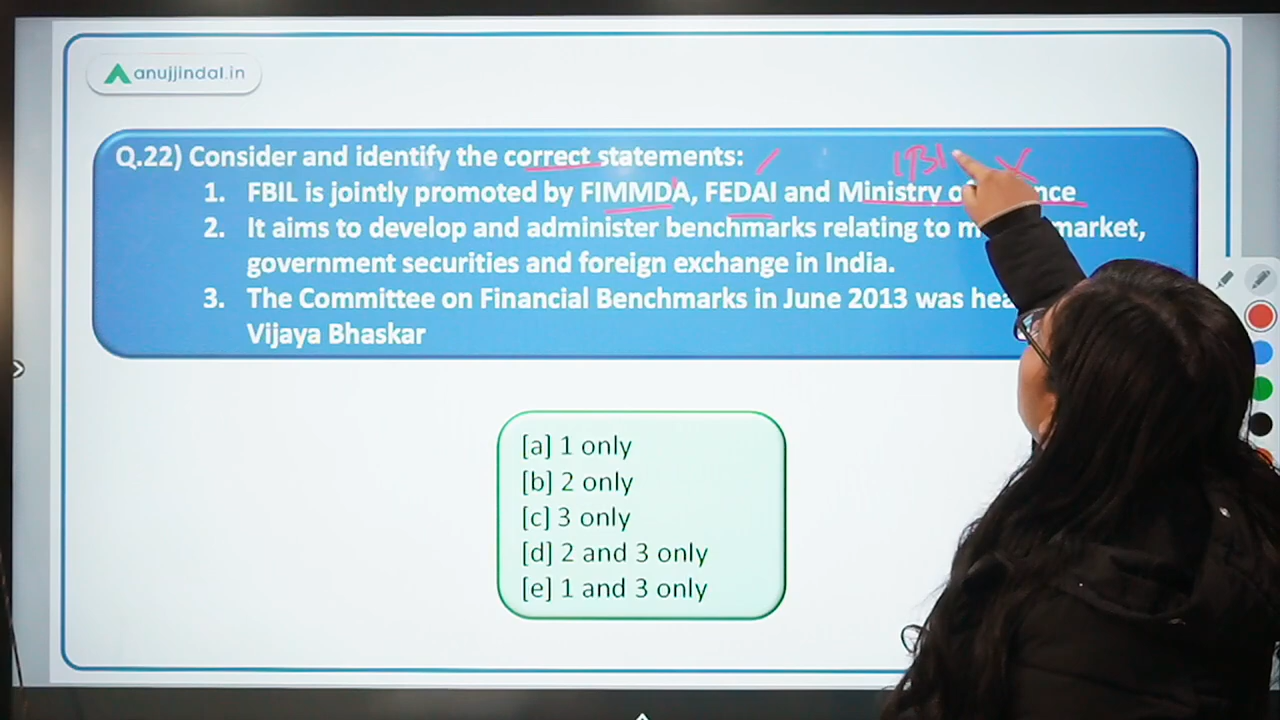 anujjindal.in
Q.22) Consider and identify the correct statements:
IBI
1. FBIL is jointly promoted by FIMMDA, FEDAI and Ministry
2. It aims to develop and administer benchmarks relating to market,
government securities and foreign exchange in India.
3. The Committee on Financial Benchmarks in June 2013 was
Vijaya Bhaskar
[a] 1 only
[b] 2 only
[c] 3 only
[d] 2 and 3 only
[e] 1 and 3 only